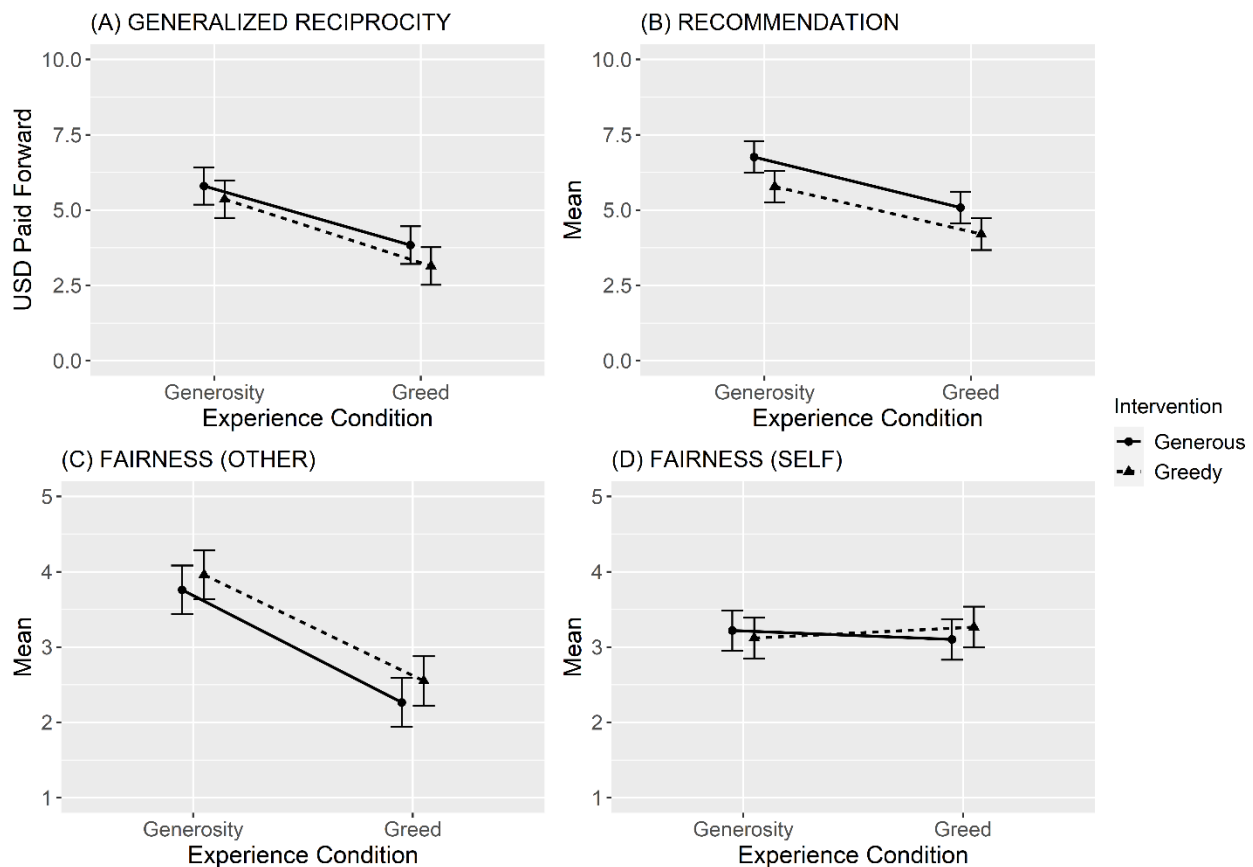 (A) GENERALIZED RECIPROCITY
10.0
7.5
5.0
2.5
0.0
USD Paid Forward
Generosity Greed
Experience Condition
(B) RECOMMENDATION
10.0
7.5
5.0
2.5
0.0
Mean
Generosity Greed
Experience Condition
(C) FAIRNESS (OTHER)
5
4
3
2
1
Mean
Generosity Greed
Experience Condition
(D) FAIRNESS (SELF)
5
4
3
2
1
Mean
Generosity Greed
Experience Condition
Intervention
Generous
Greedy